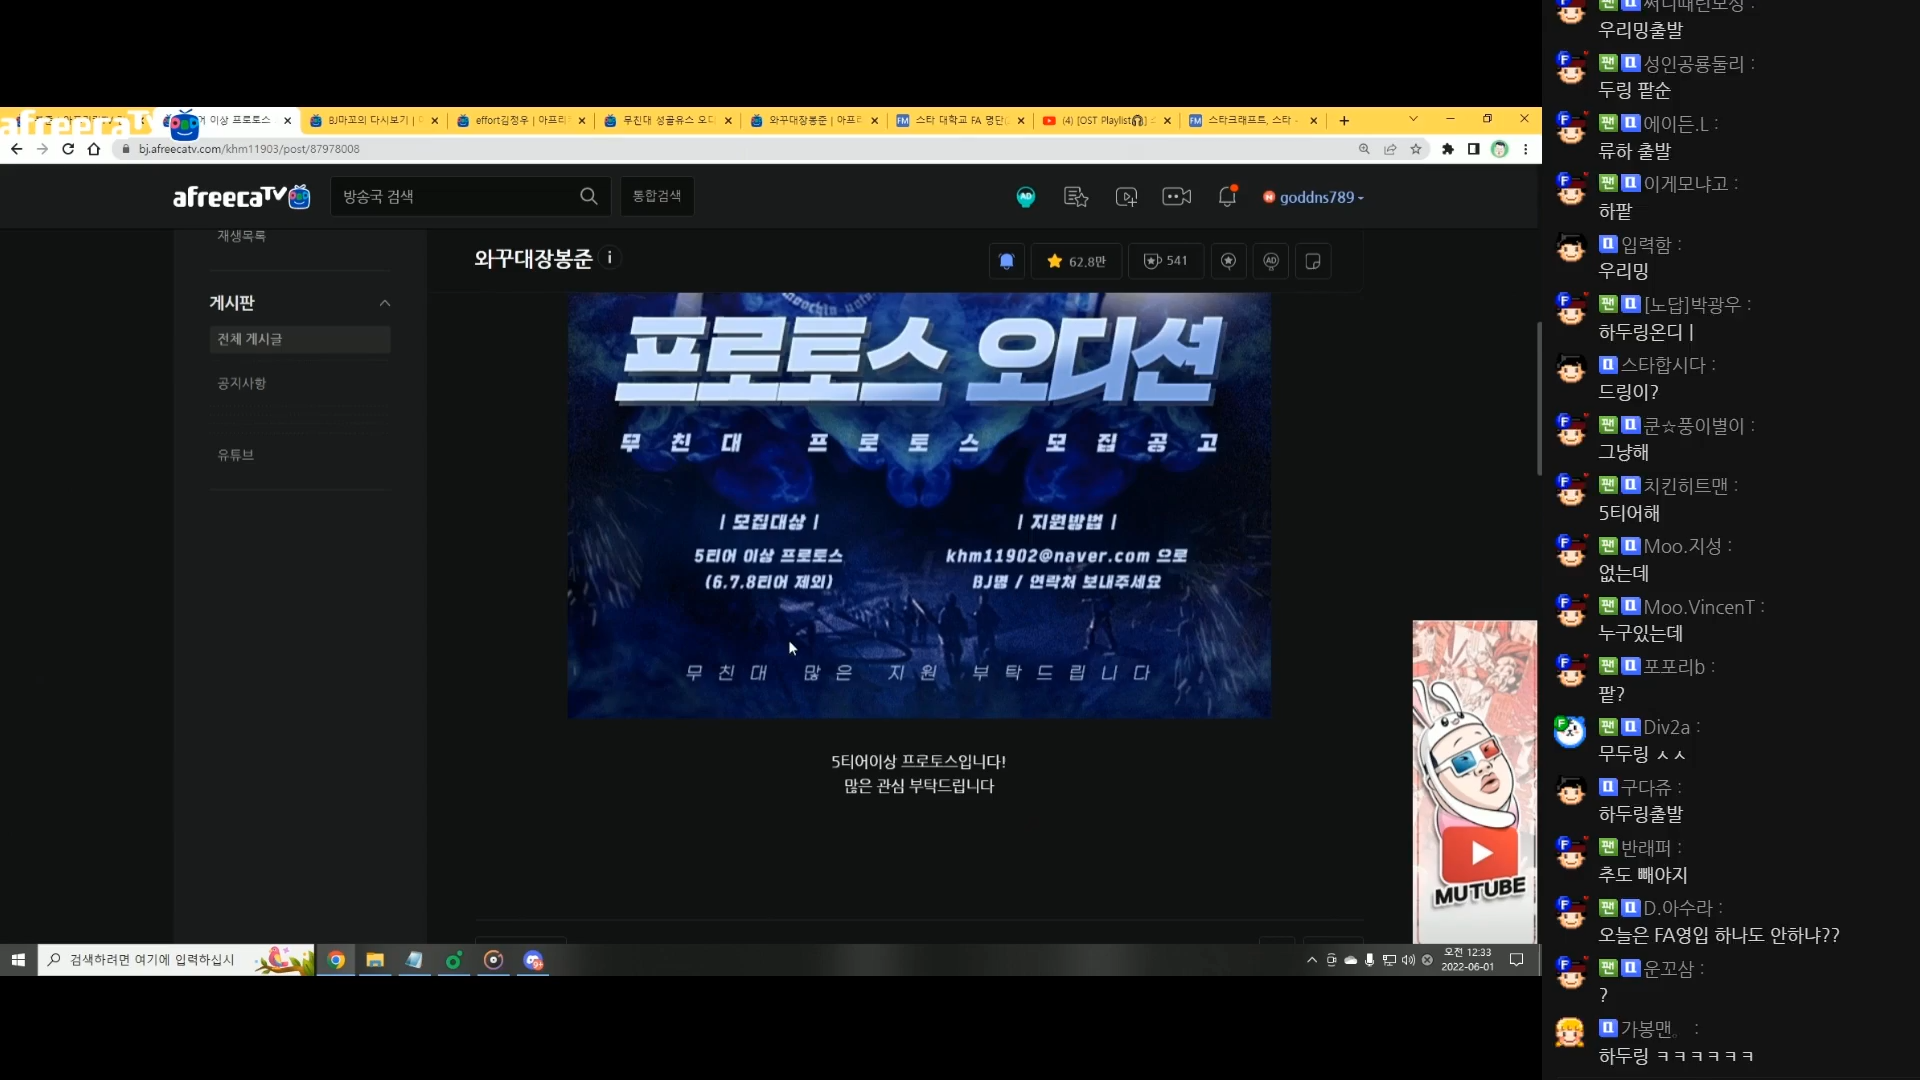 afreecaTV
이상 프로토스
BJ마꼬의 다시보기 |
effort김정우 | 아프리
무친대 성골유스 오디
와꾸대장봉준 | 아프리
스타 대학교 FA 명단
(4) [OST Playlist🎧]
스타크래프트, 스타 -
bj.afreecatv.com/khm11903/post/87978008
afreecaTV
방송국 검색
통합검색
goddns789
재생목록
게시판
전체 게시글
공지사항
유튜브
와꾸대장봉준
62.8만
541
프로토스 오디션
무친대 프로토스 모집공고
| 모집대상 |
5티어 이상 프로토스
(6.7.8티어 제외)
| 지원방법 |
khm11902@naver.com 으로
BJ명 / 연락처 보내주세요
무친대 많은 지원 부탁드립니다
5티어이상 프로토스입니다!
많은 관심 부탁드립니다
MUTUBE
검색하려면 여기에 입력하십시
오전 12:33
2022-06-01
우리밍출발
팬 성인공룡둘리 :
두링 팥순
팬 에이든.L :
류하 출발
팬 이게모냐고 :
하팥
입력함 :
우리밍
팬 [노답]박광우 :
하두링온디ㅣ
스타합시다 :
드링이?
팬 쿤☆풍이별이 :
그냥해
팬 치킨히트맨 :
5티어해
팬 Moo.지성 :
없는데
팬 Moo.VincenT :
누구있는데
팬 포포리b :
팥?
팬 Div2a :
무두링 ㅅㅅ
구다쥬 :
하두링출발
팬 반래퍼 :
추도 빼야지
팬 D.아수라 :
오늘은 FA영입 하나도 안하냐??
팬 운꼬삼 :
?
가봉맨。 :
하두링 ㅋㅋㅋㅋㅋㅋ